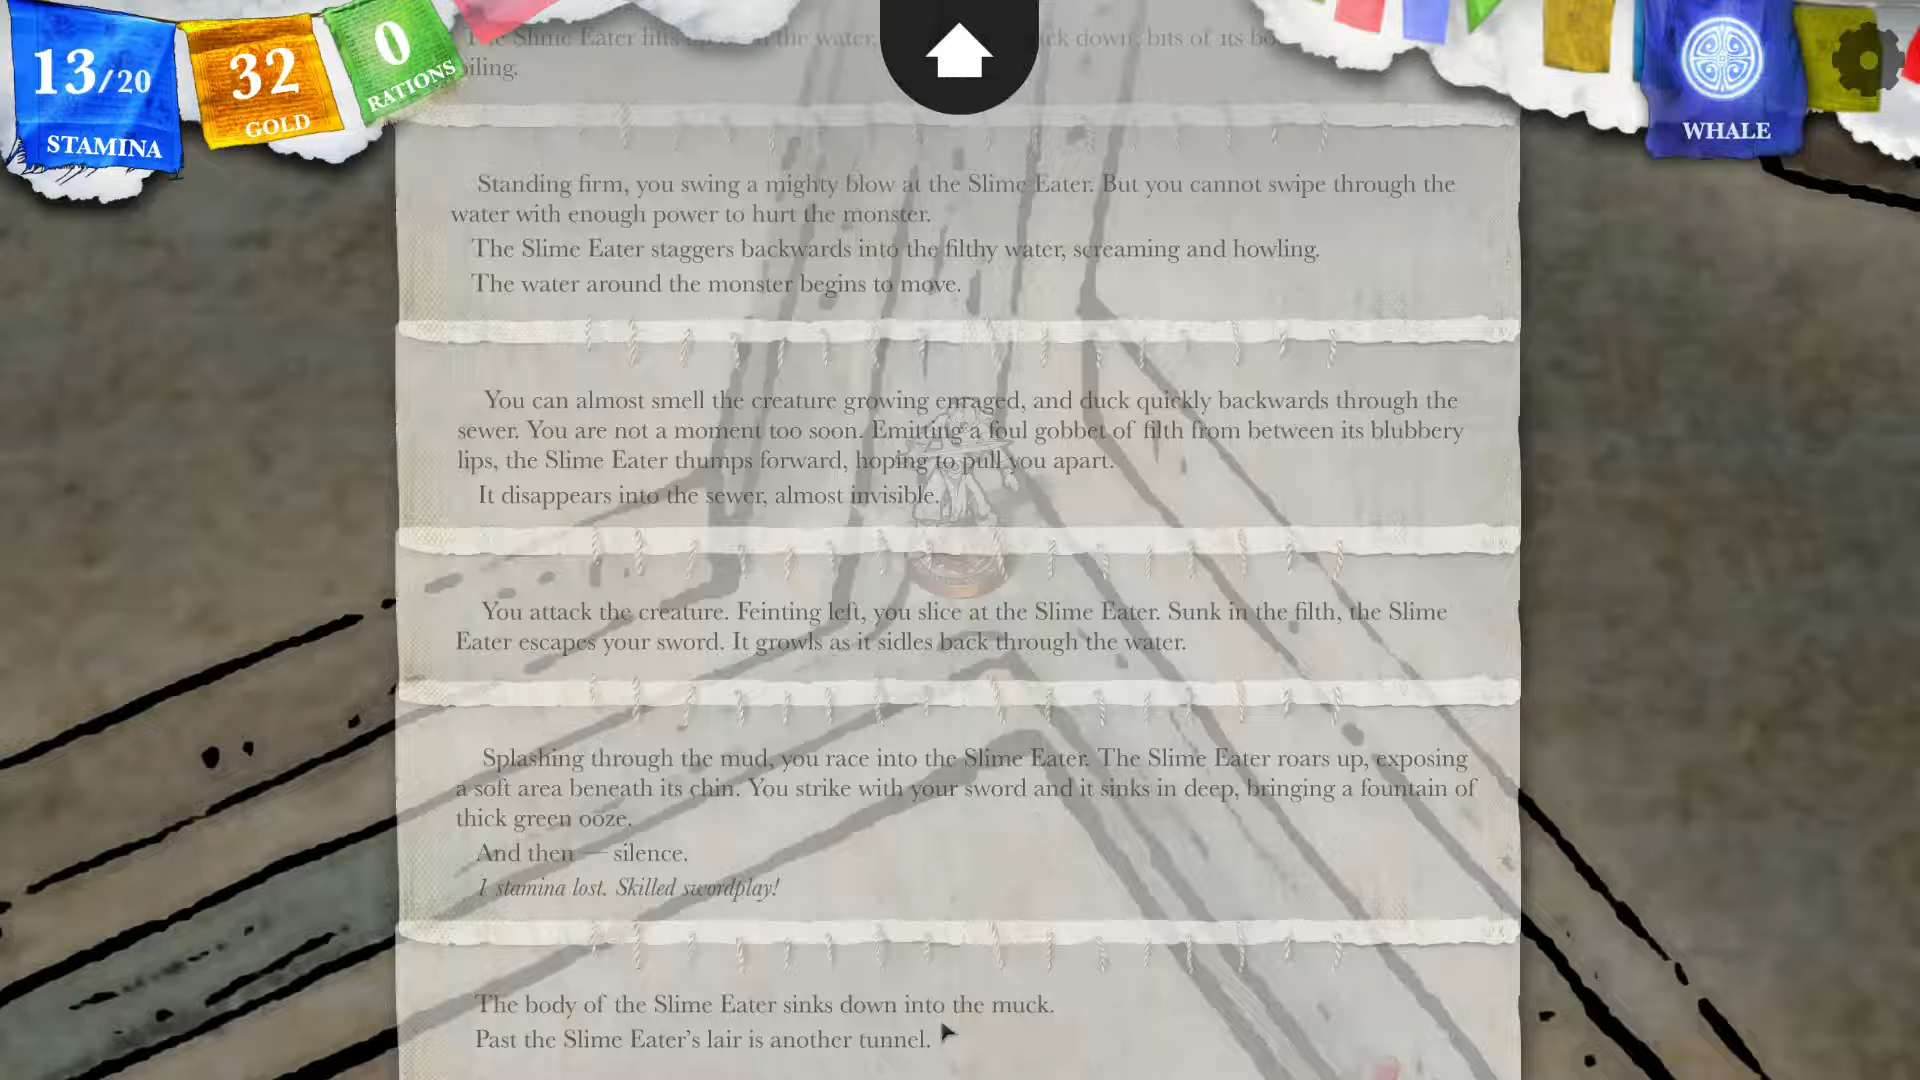 13/20
STAMINA
32
GOLD
0
RATIONS
WHALE
The Slime Eater lifts the water, down, bits of its
Standing firm, you swing a mighty blow at the Slime Eater. But you cannot swipe through the
water with enough power to hurt the monster.
The Slime Eater staggers backwards into the filthy water, screaming and howling.
The water around the monster begins to move.
You can almost smell the creature growing enraged, and duck quickly backwards through the
sewer. You are not a moment too soon. Emitting a foul gobbet of filth from between its blubbery
lips, the Slime Eater thumps forward, hoping to pull you apart.
It disappears into the sewer, almost invisible.
You attack the creature. Feinting left, you slice at the Slime Eater. Sunk in the filth, the Slime
Eater escapes your sword. It growls as it sidles back through the water.
Splashing through the mud, you race into the Slime Eater. The Slime Eater roars up, exposing
a soft area beneath its chin. You strike with your sword and it sinks in deep, bringing a fountain of
thick green ooze.
And then — silence.
1 stamina lost. Skilled swordplay!
The body of the Slime Eater sinks down into the muck.
Past the Slime Eater's lair is another tunnel.